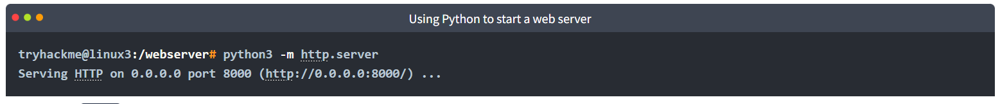 Using Python to start a web server
tryhackme@linux3:/webserver# python3 -m http.server
Serving HTTP on 0.0.0.0 port 8000 (http://0.0.0.0:8000/) ...